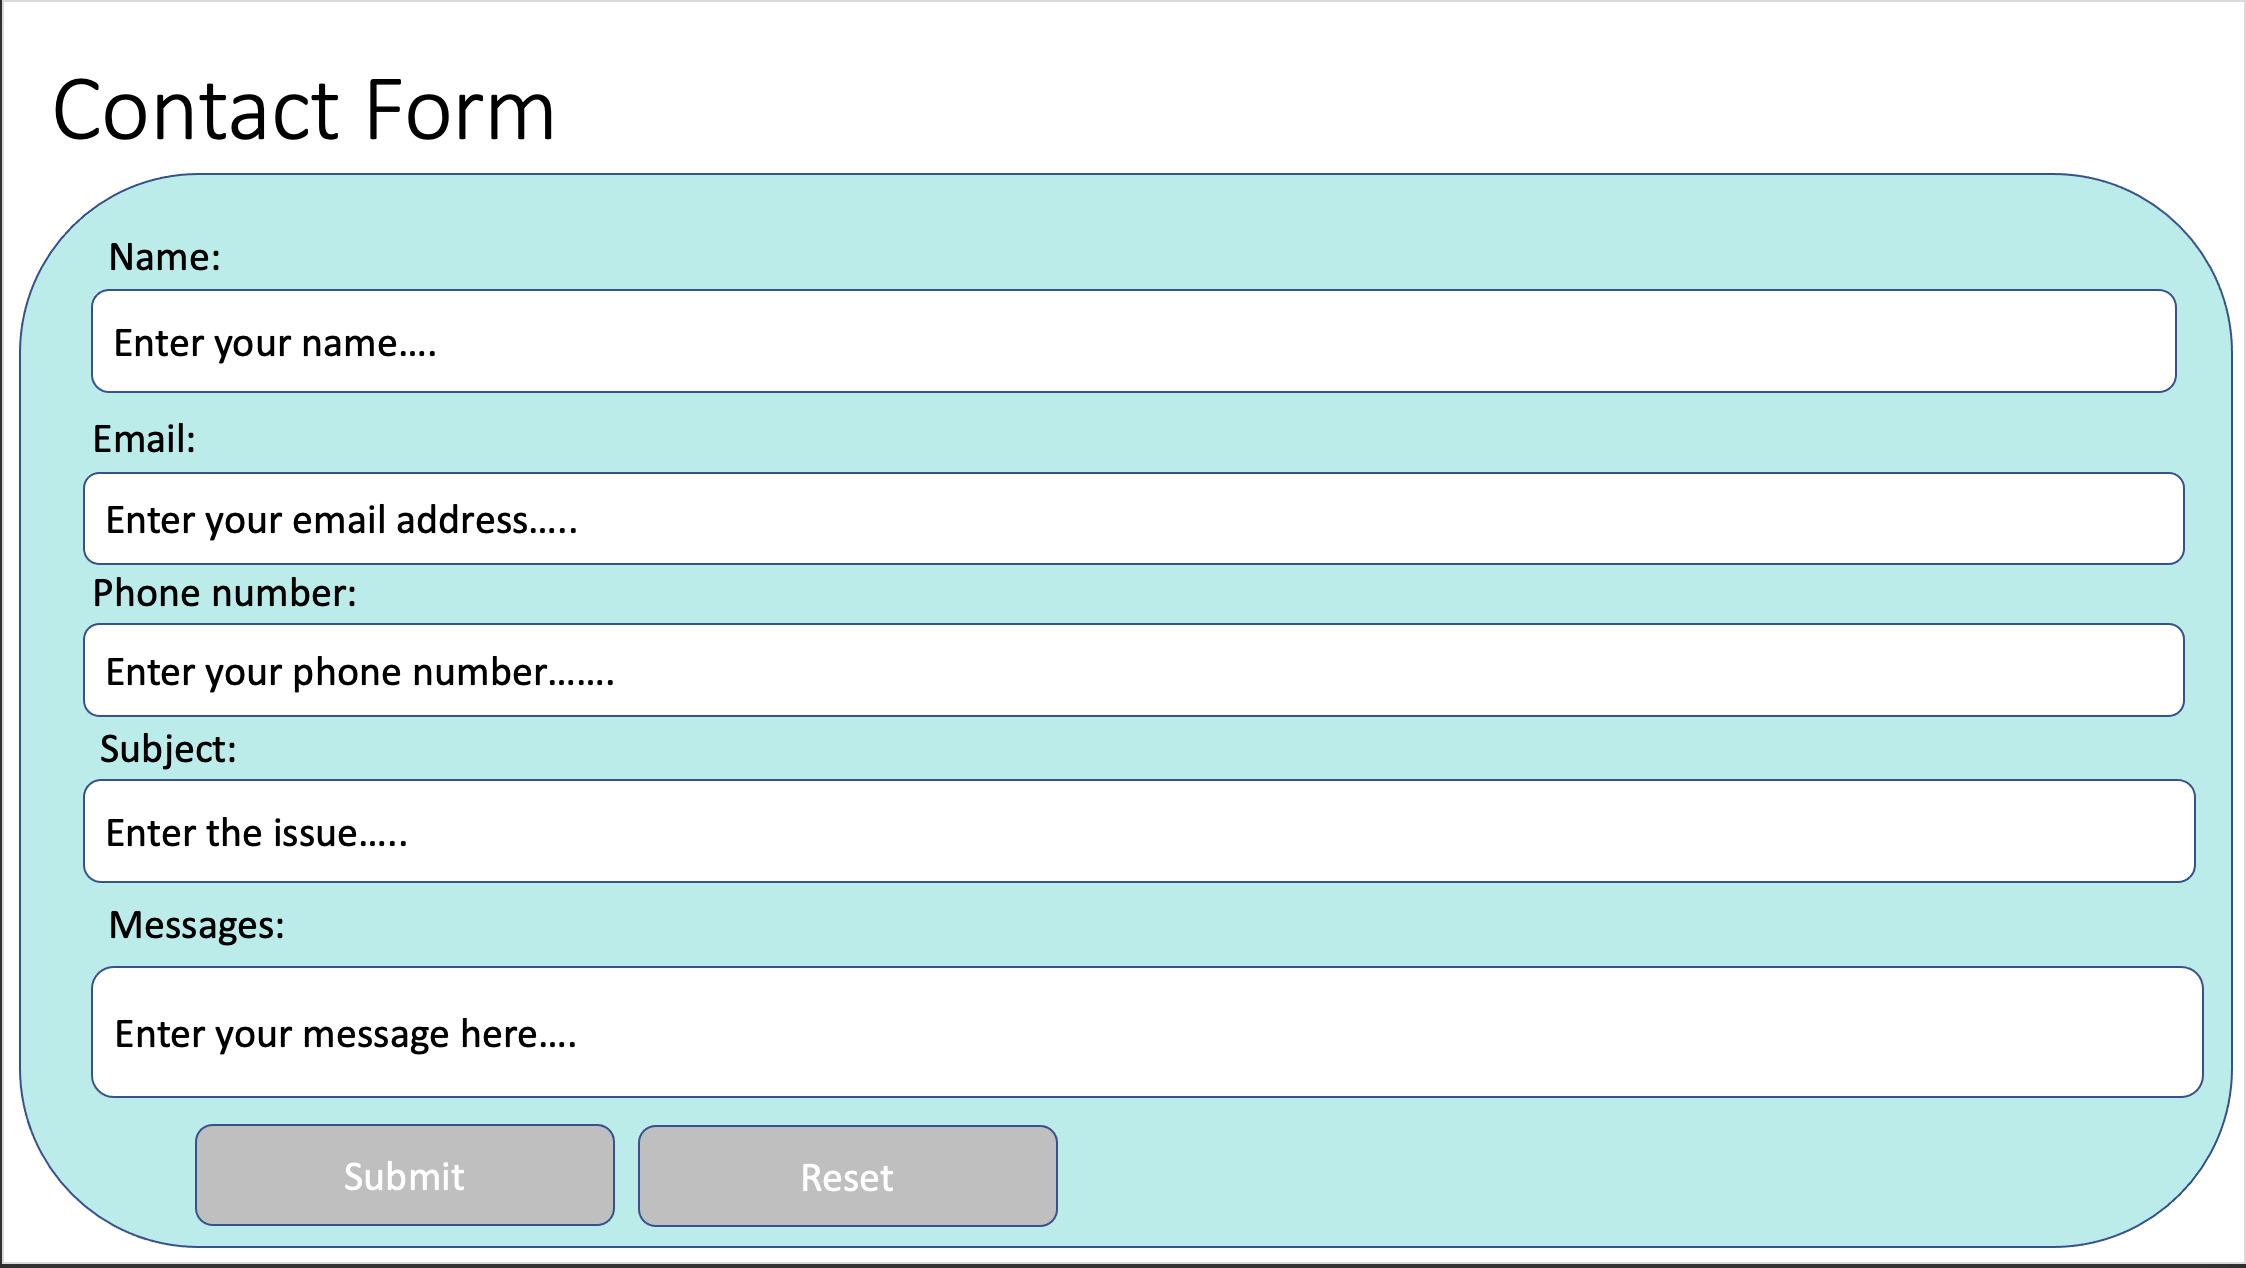 Contact Form
Name:
Enter your name....
Email:
Enter your email address.....
Phone number:
Enter your phone number.......
Subject:
Enter the issue.....
Messages:
Enter your message here....
Submit
Reset